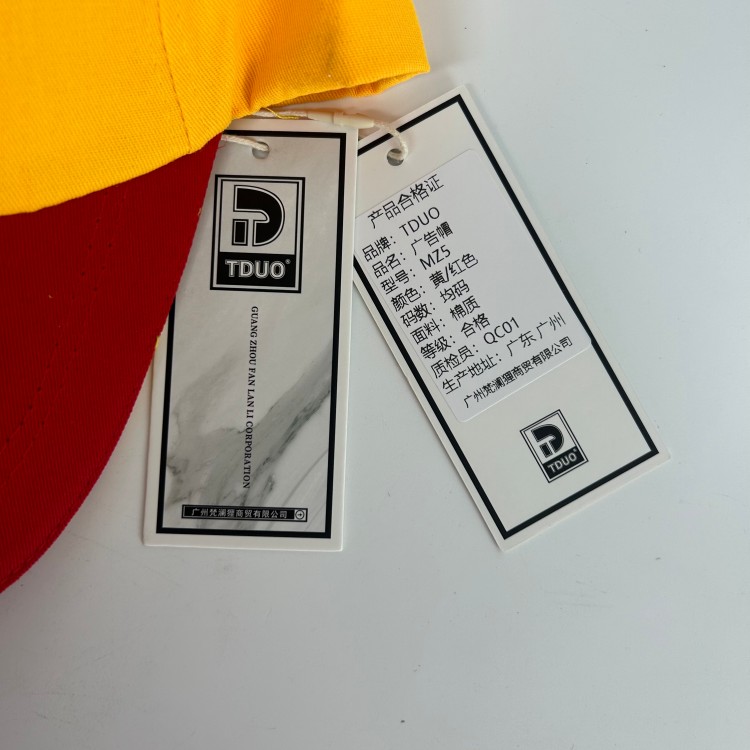 TDUO®
GUANG ZHOU FAN LAN LI CORPORATION
广州梵澜狸商贸有限公司
产品合格证
品牌：TDUO
品名：广告帽
型号：MZ5
颜色：黄/红色
码数：均码
面料：棉质
等级：合格
质检员：QC01
生产地址：广东 广州
广州梵澜狸商贸有限公司
TDUO®